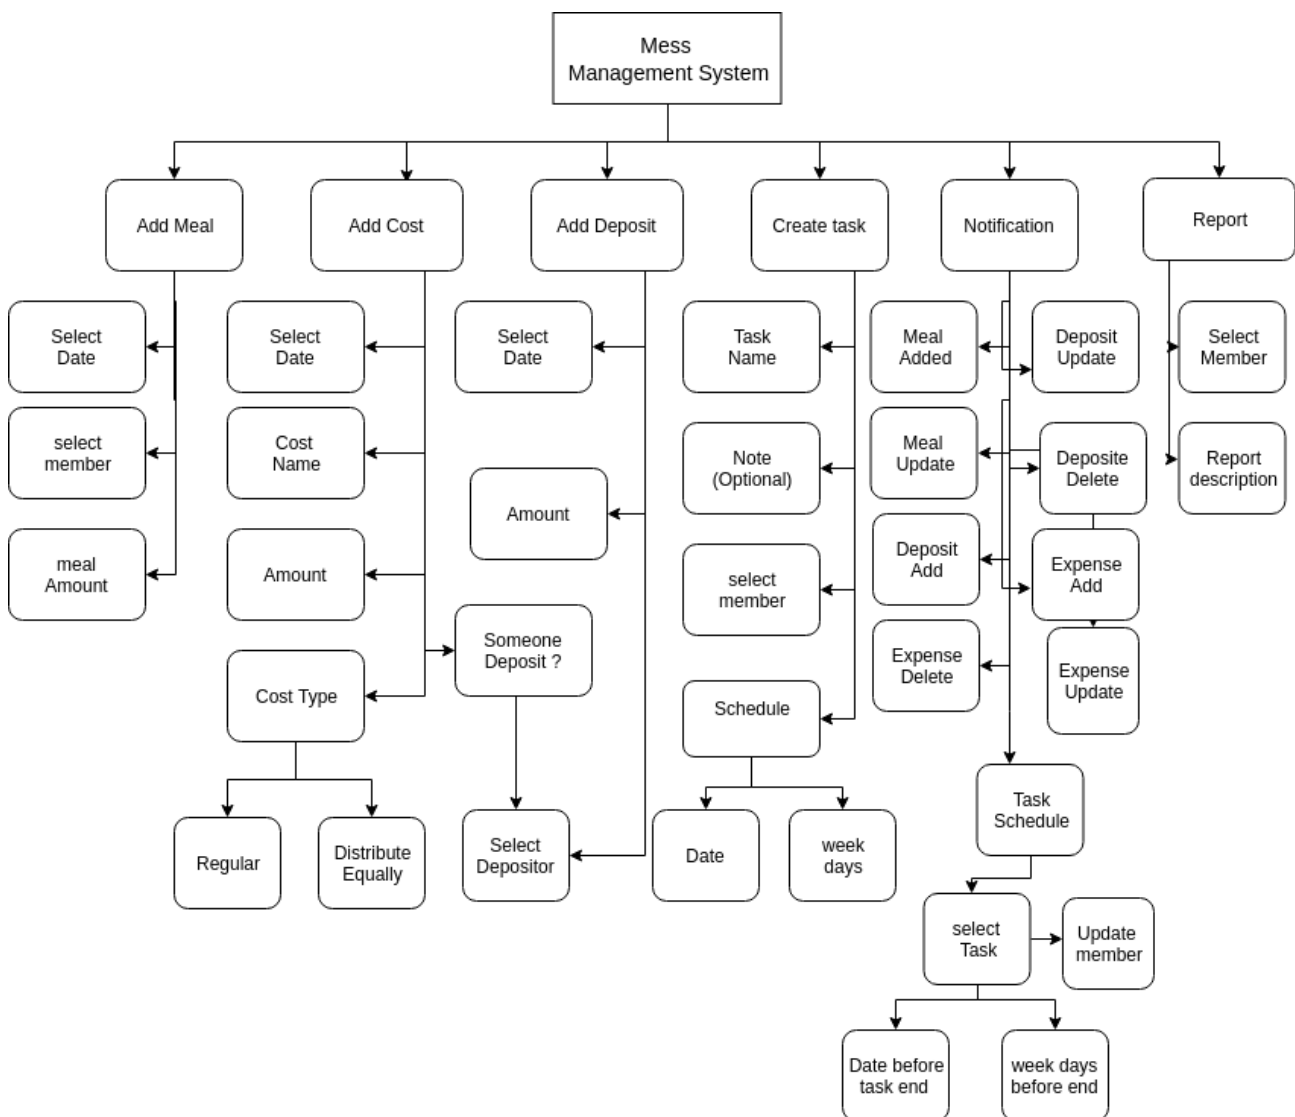 Mess
Management System
Add Meal
Add Cost
Add Deposit
Create task
Notification
Report
Select
Date
Select
Date
Select
Date
Task
Name
Meal
Added
Deposit
Update
Select
Member
select
member
Cost
Name
Amount
Note
(Optional)
Meal
Update
Deposite
Delete
Report
description
meal
Amount
Amount
select
member
Deposit
Add
Expense
Add
Someone
Deposit ?
Expense
Delete
Expense
Update
Cost Type
Schedule
Task
Schedule
Regular
Distribute
Equally
Select
Depositor
Date
week
days
select
Task
Update
member
Date before
task end
week days
before end